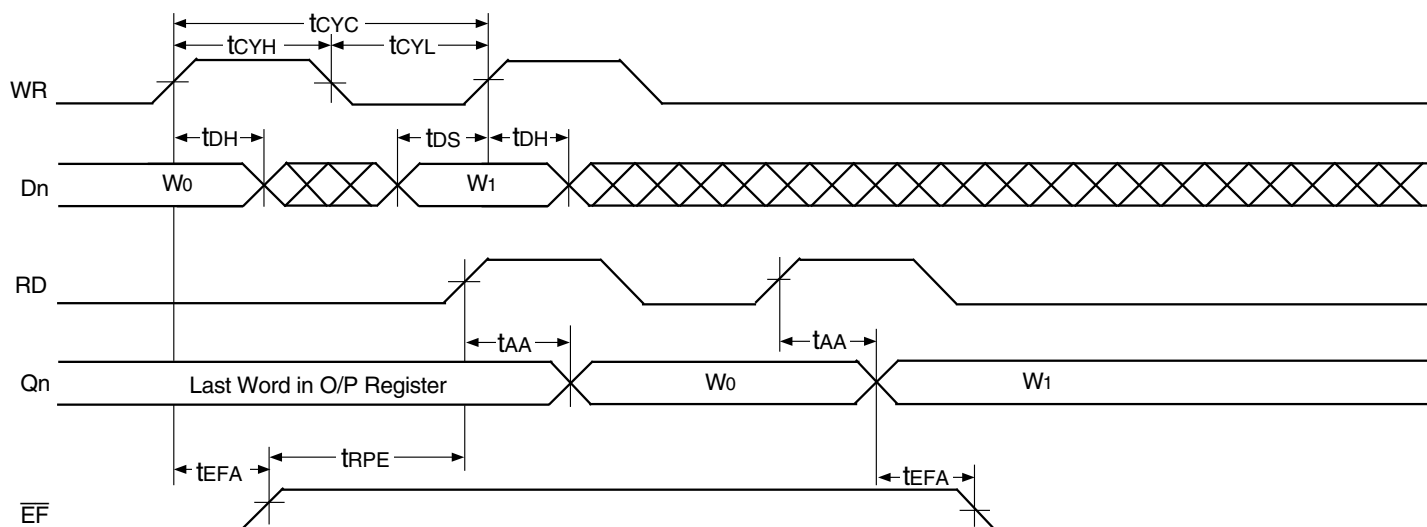 tCYC
tCYH
tCYL
WR
tDH
tDS
tDH
Dn
W0
W1
RD
tAA
tAA
Qn
Last Word in O/P Register
W0
W1
tEFA
tRPE
tEFA
EF